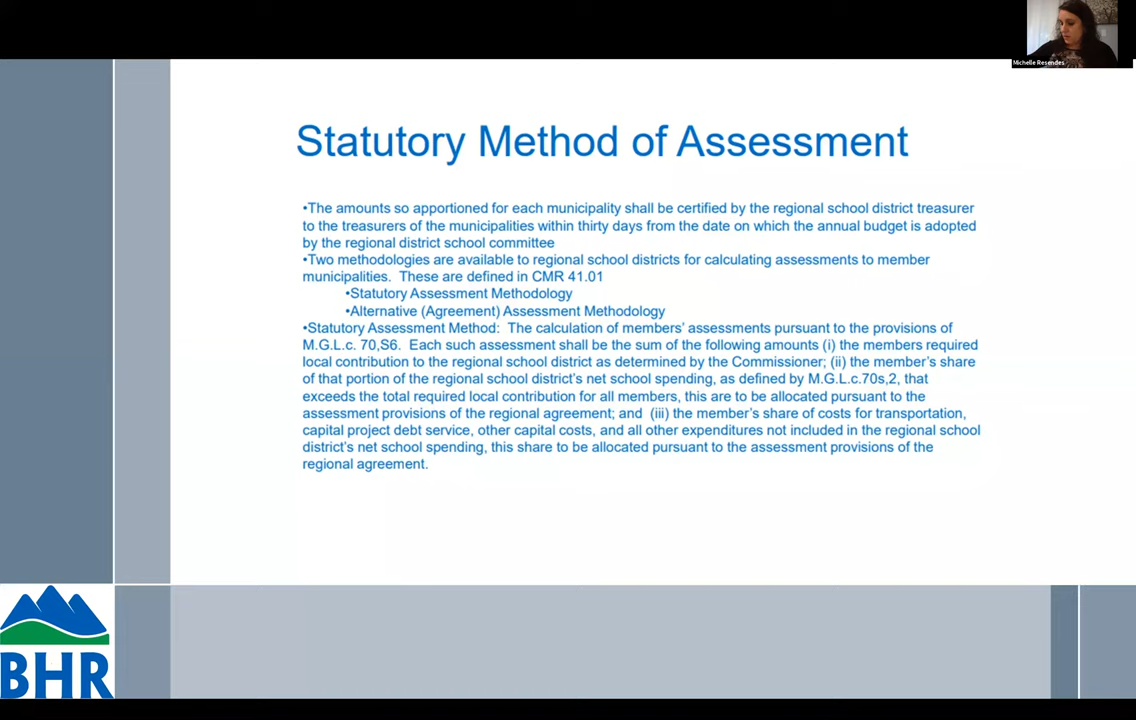 Michelle Resendes
Statutory Method of Assessment
•The amounts so apportioned for each municipality shall be certified by the regional school district treasurer
to the treasurers of the municipalities within thirty days from the date on which the annual budget is adopted
by the regional district school committee
•Two methodologies are available to regional school districts for calculating assessments to member
municipalities. These are defined in CMR 41.01
•Statutory Assessment Methodology
•Alternative (Agreement) Assessment Methodology
•Statutory Assessment Method: The calculation of members' assessments pursuant to the provisions of
M.G.L.c. 70,S6. Each such assessment shall be the sum of the following amounts (i) the members required
local contribution to the regional school district as determined by the Commissioner; (ii) the member's share
of that portion of the regional school district's net school spending, as defined by M.G.L.c.70s,2, that
exceeds the total required local contribution for all members, this are to be allocated pursuant to the
assessment provisions of the regional agreement; and (iii) the member's share of costs for transportation,
capital project debt service, other capital costs, and all other expenditures not included in the regional school
district's net school spending, this share to be allocated pursuant to the assessment provisions of the
regional agreement.
BHR